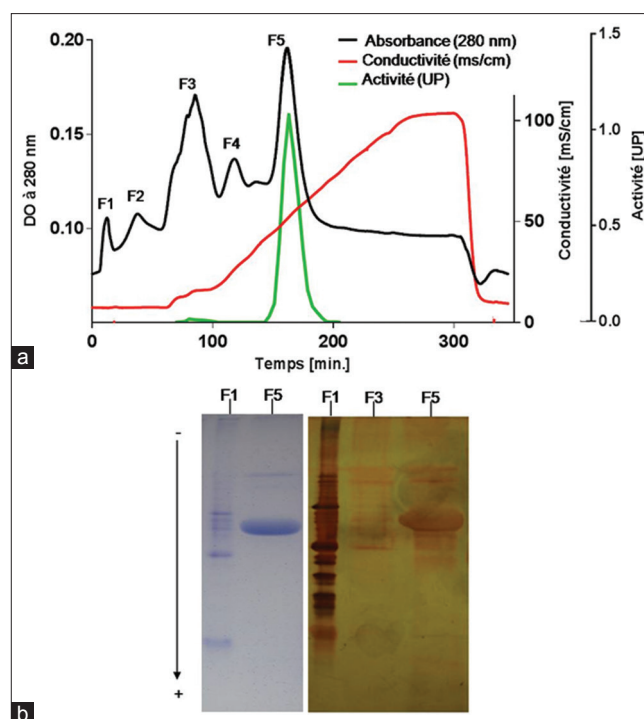 0.20
0.15
0.10
DO à 280 nm
F1
F2
F3
F4
F5
Absorbance (280 nm)
Conductivité (ms/cm)
Activité (UP)
100
50
0
Conductivité [mS/cm]
1.5
1.0
0.5
0.0
Activité [UP]
0
100
200
300
Temps [min.]
a
F1
F5
F1
F3
F5
-
+
b